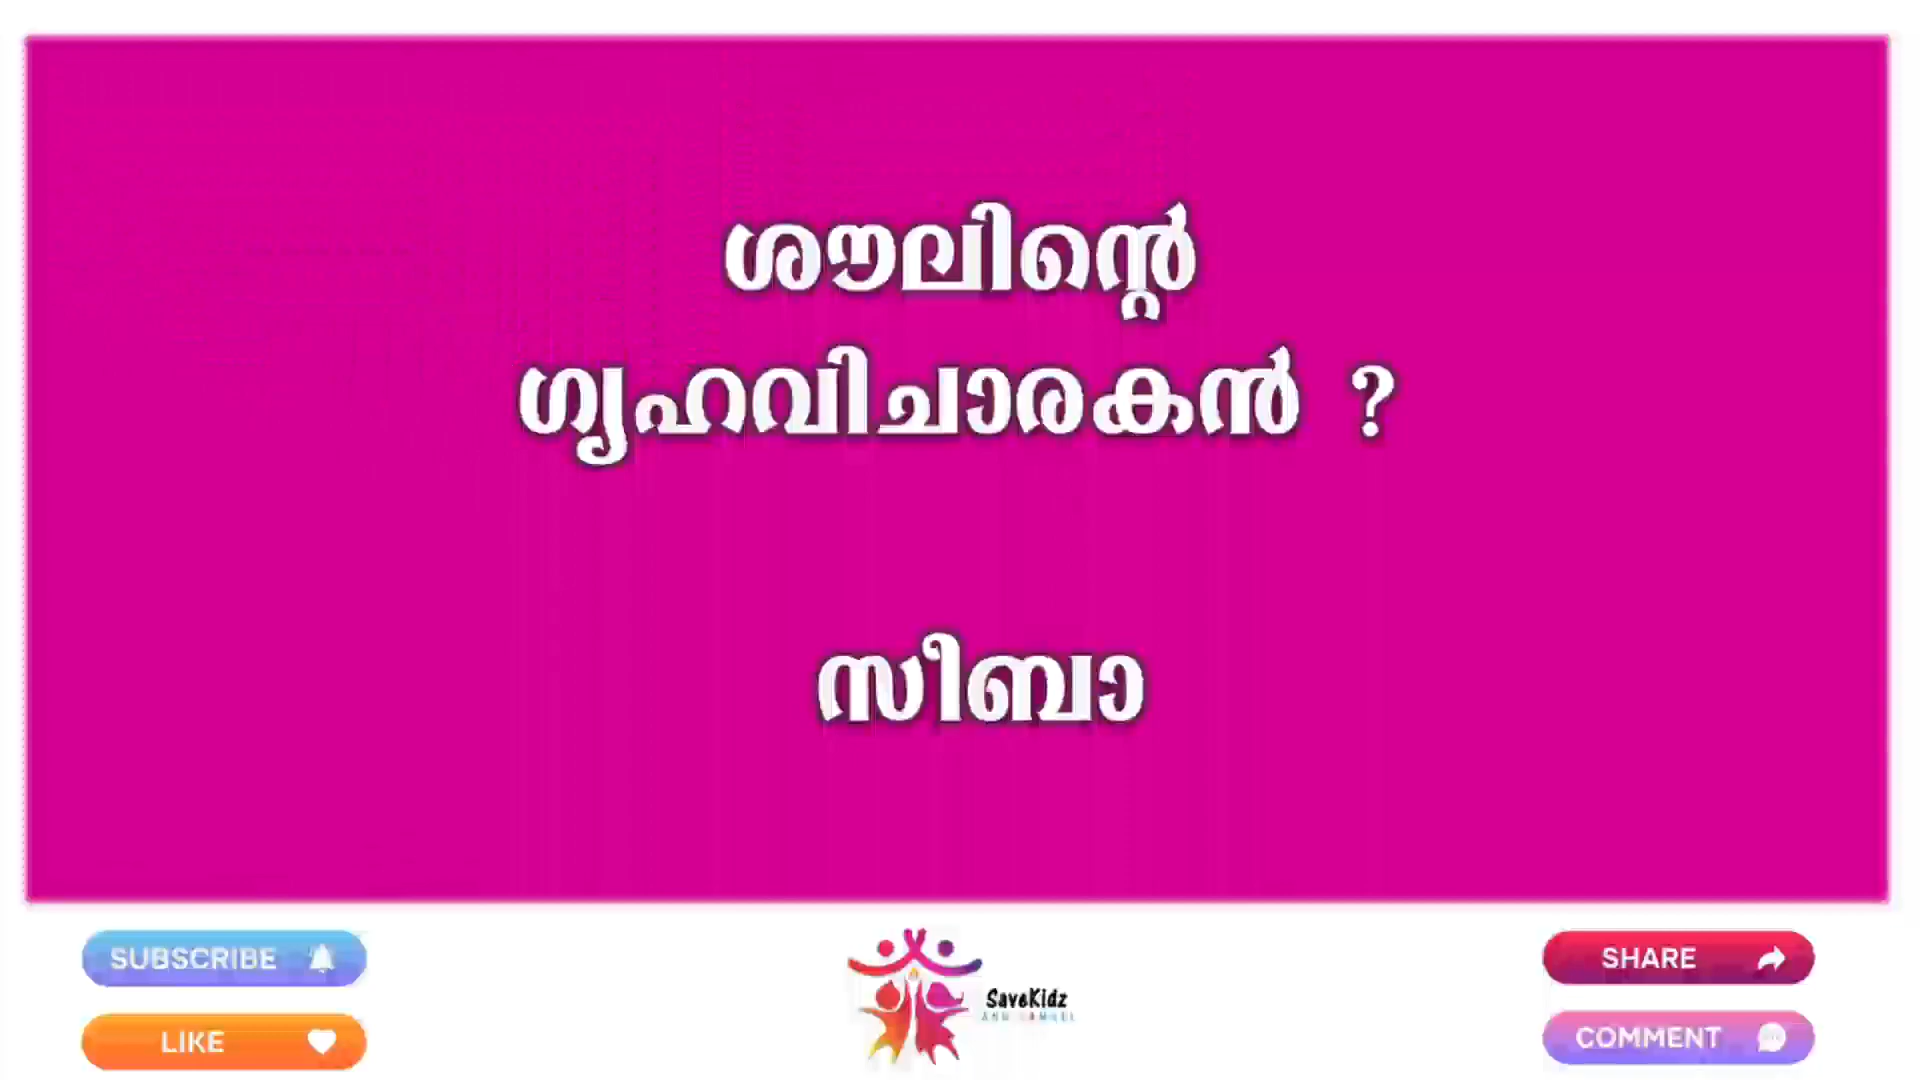 ശൗലിന്റെ
ഗൃഹവിചാരകൻ ?
സീബാ
SUBSCRIBE
LIKE
SaveKidz
SHARE
COMMENT